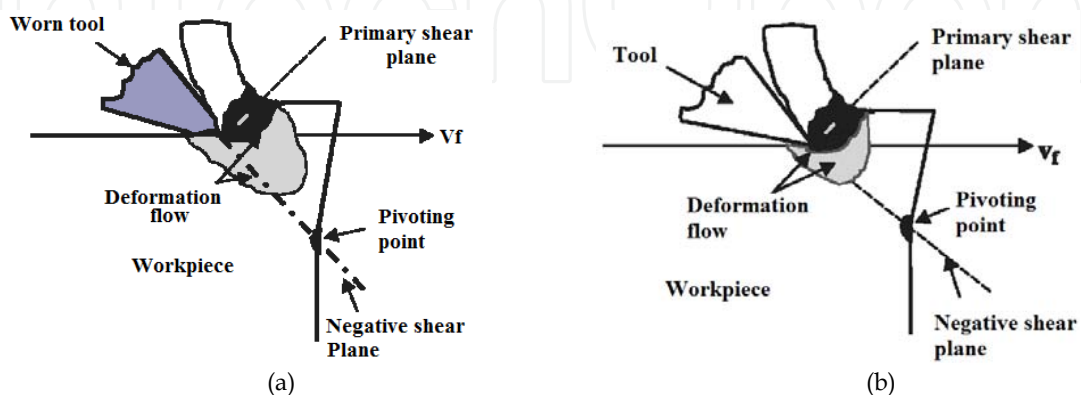 Worn tool
Primary shear
plane
Vf
Deformation
flow
Pivoting
point
Workpiece
Negative shear
Plane
(a)
Tool
Primary shear
plane
Vf
Deformation
flow
Pivoting
point
Workpiece
Negative shear
plane
(b)